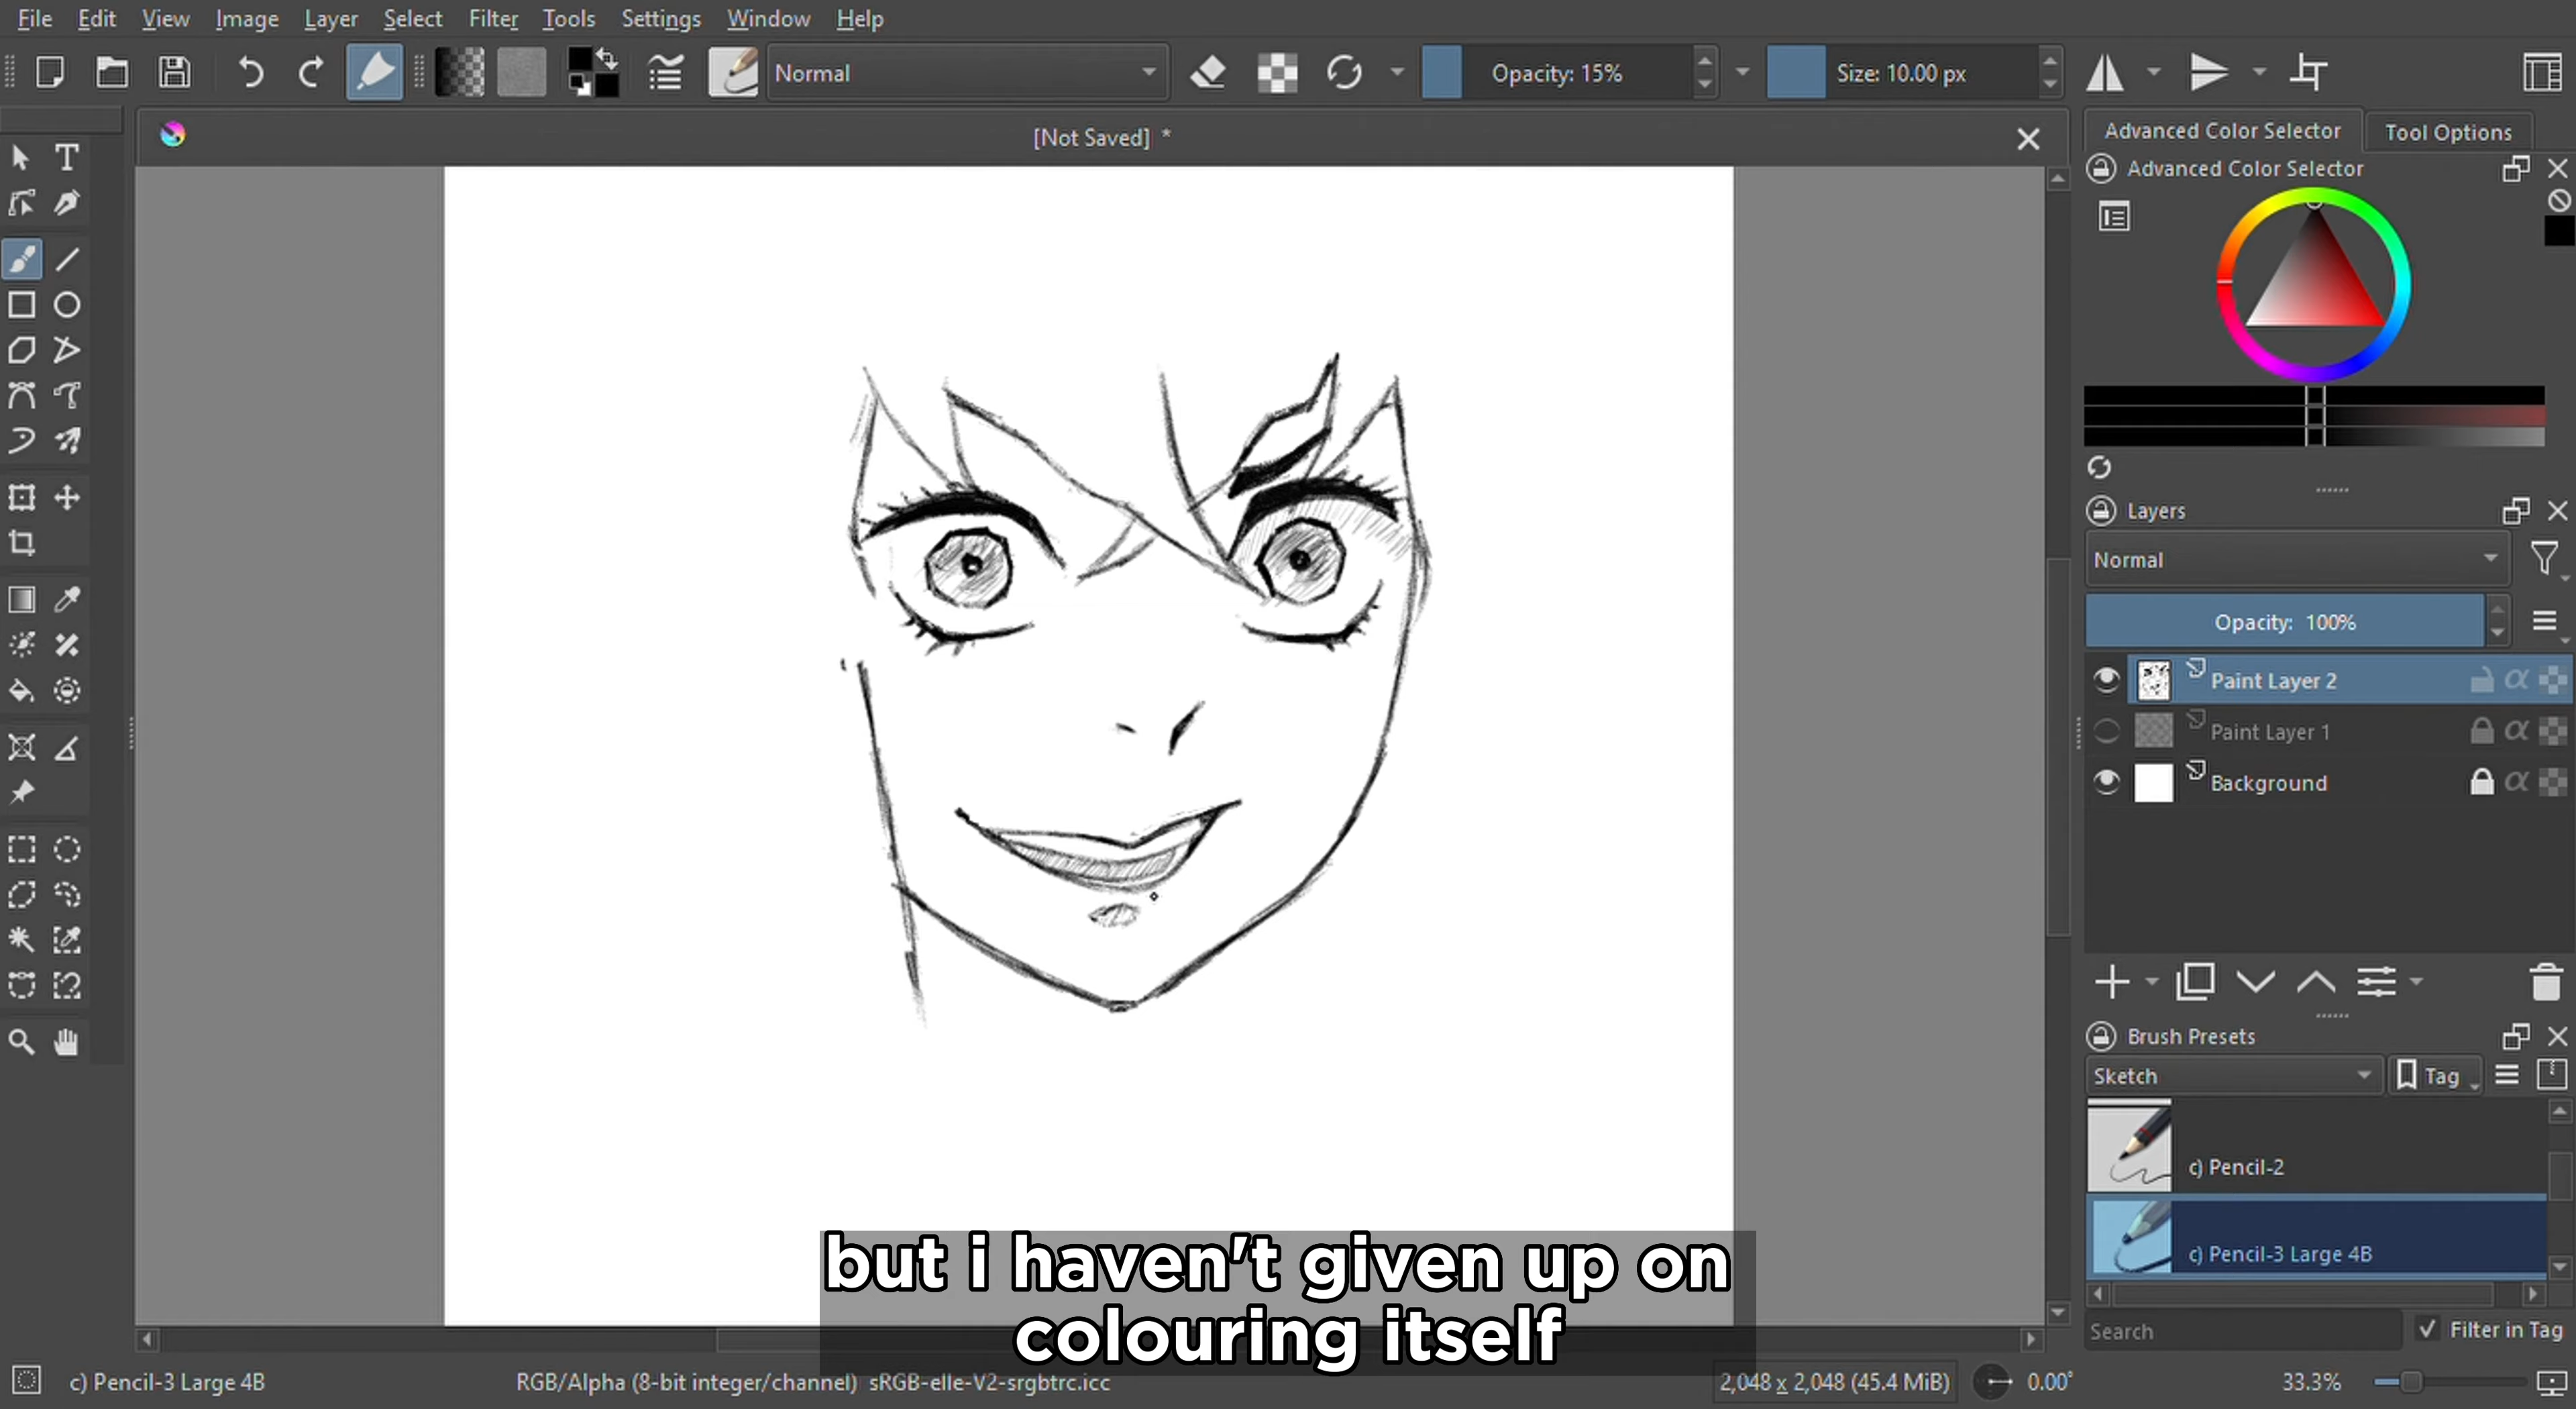 File Edit View Image Layer Select Filter Tools Settings Window Help
Normal Opacity: 15% Size: 10.00 px
[Not Saved] *
Advanced Color Selector Tool Options
Advanced Color Selector
Layers
Normal
Opacity: 100%
Paint Layer 2
Paint Layer 1
Background
Brush Presets
Sketch Tag
c) Pencil-2
c) Pencil-3 Large 4B
Search Filter in Tag
but i haven't given up on
colouring itself
c) Pencil-3 Large 4B RGB/Alpha (8-bit integer/channel) sRGB-elle-V2-srgbtrc.icc 2,048 x 2,048 (45.4 MiB) 0.00° 33.3%